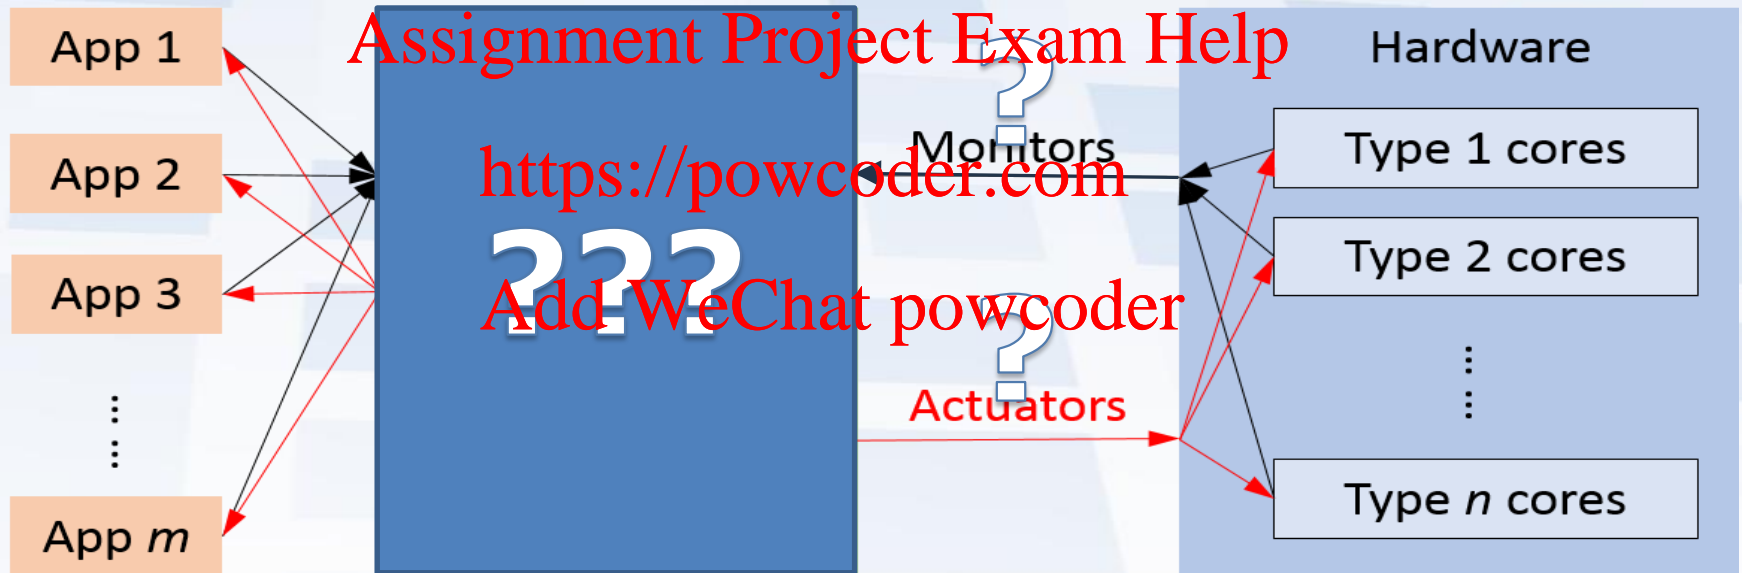 App 1
App 2
App 3
⋮
⋮
App m
Assignment Project Exam Help
https://powcoder.com
Add WeChat powcoder
???
?
Monitors
?
Actuators
Hardware
Type 1 cores
Type 2 cores
⋮
⋮
Type n cores